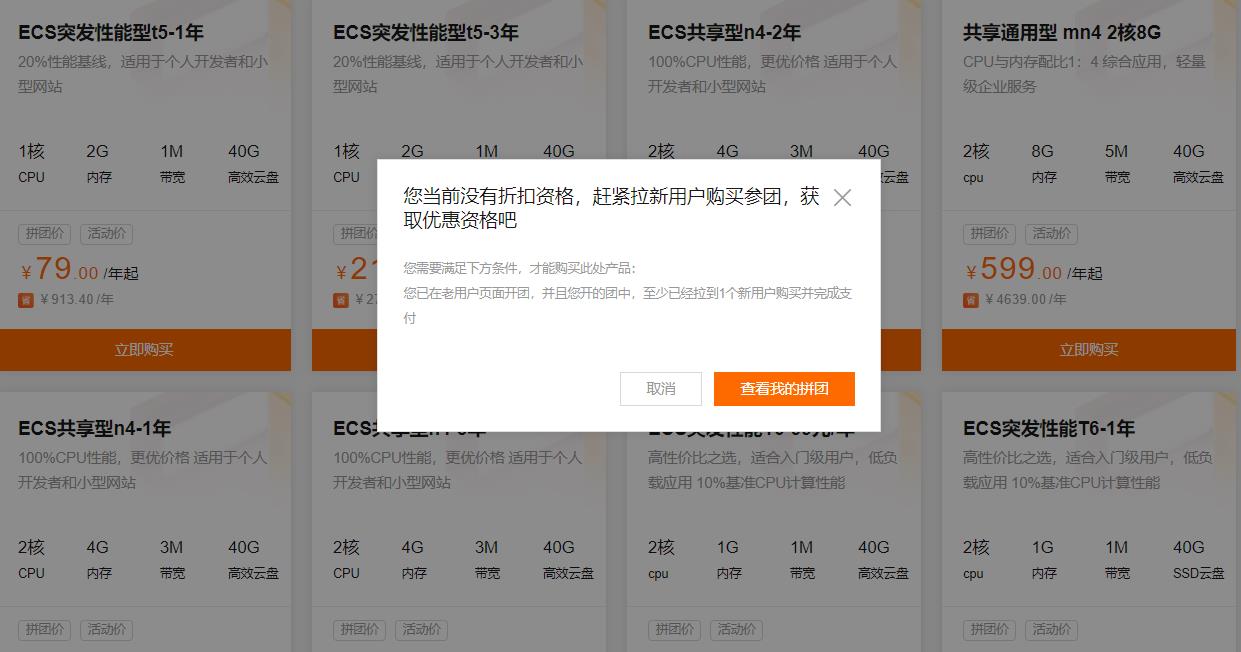 ECS突发性能型t5-1年
ECS突发性能型t5-3年
ECS共享型n4-2年
共享通用型 mn4 2核8G
20%性能基线，适用于个人开发者和小
型网站
20%性能基线，适用于个人开发者和小
型网站
100%CPU性能，更优价格 适用于个人
开发者和小型网站
CPU与内存配比1：4 综合应用，轻量
级企业服务
1核 2G 1M 40G
CPU 内存 带宽 高效云盘
1核 2G 1M 40G
CPU
2核 4G 3M 40G
云盘
2核 8G 5M 40G
cpu 内存 带宽 高效云盘
拼团价 活动价
拼团价
拼团价 活动价
¥79.00 /年起
省 ¥913.40/年
¥21
省 ¥27
¥599.00 /年起
省 ¥4639.00/年
立即购买
立即购买
您当前没有折扣资格，赶紧拉新用户购买参团，获
取优惠资格吧
您需要满足下方条件，才能购买此处产品：
您已在老用户页面开团，并且您开的团中，至少已经拉到1个新用户购买并完成支
付
取消
查看我的拼团
ECS共享型n4-1年
ECS共享型
ECS突发性能
ECS突发性能T6-1年
100%CPU性能，更优价格 适用于个人
开发者和小型网站
100%CPU性能，更优价格 适用于个人
开发者和小型网站
高性价比之选，适合入门级用户，低负
载应用 10%基准CPU计算性能
高性价比之选，适合入门级用户，低负
载应用 10%基准CPU计算性能
2核 4G 3M 40G
CPU 内存 带宽 高效云盘
2核 4G 3M 40G
CPU 内存 带宽 高效云盘
2核 1G 1M 40G
cpu 内存 带宽 高效云盘
2核 1G 1M 40G
cpu 内存 带宽 SSD云盘
拼团价 活动价
拼团价 活动价
拼团价 活动价
拼团价 活动价